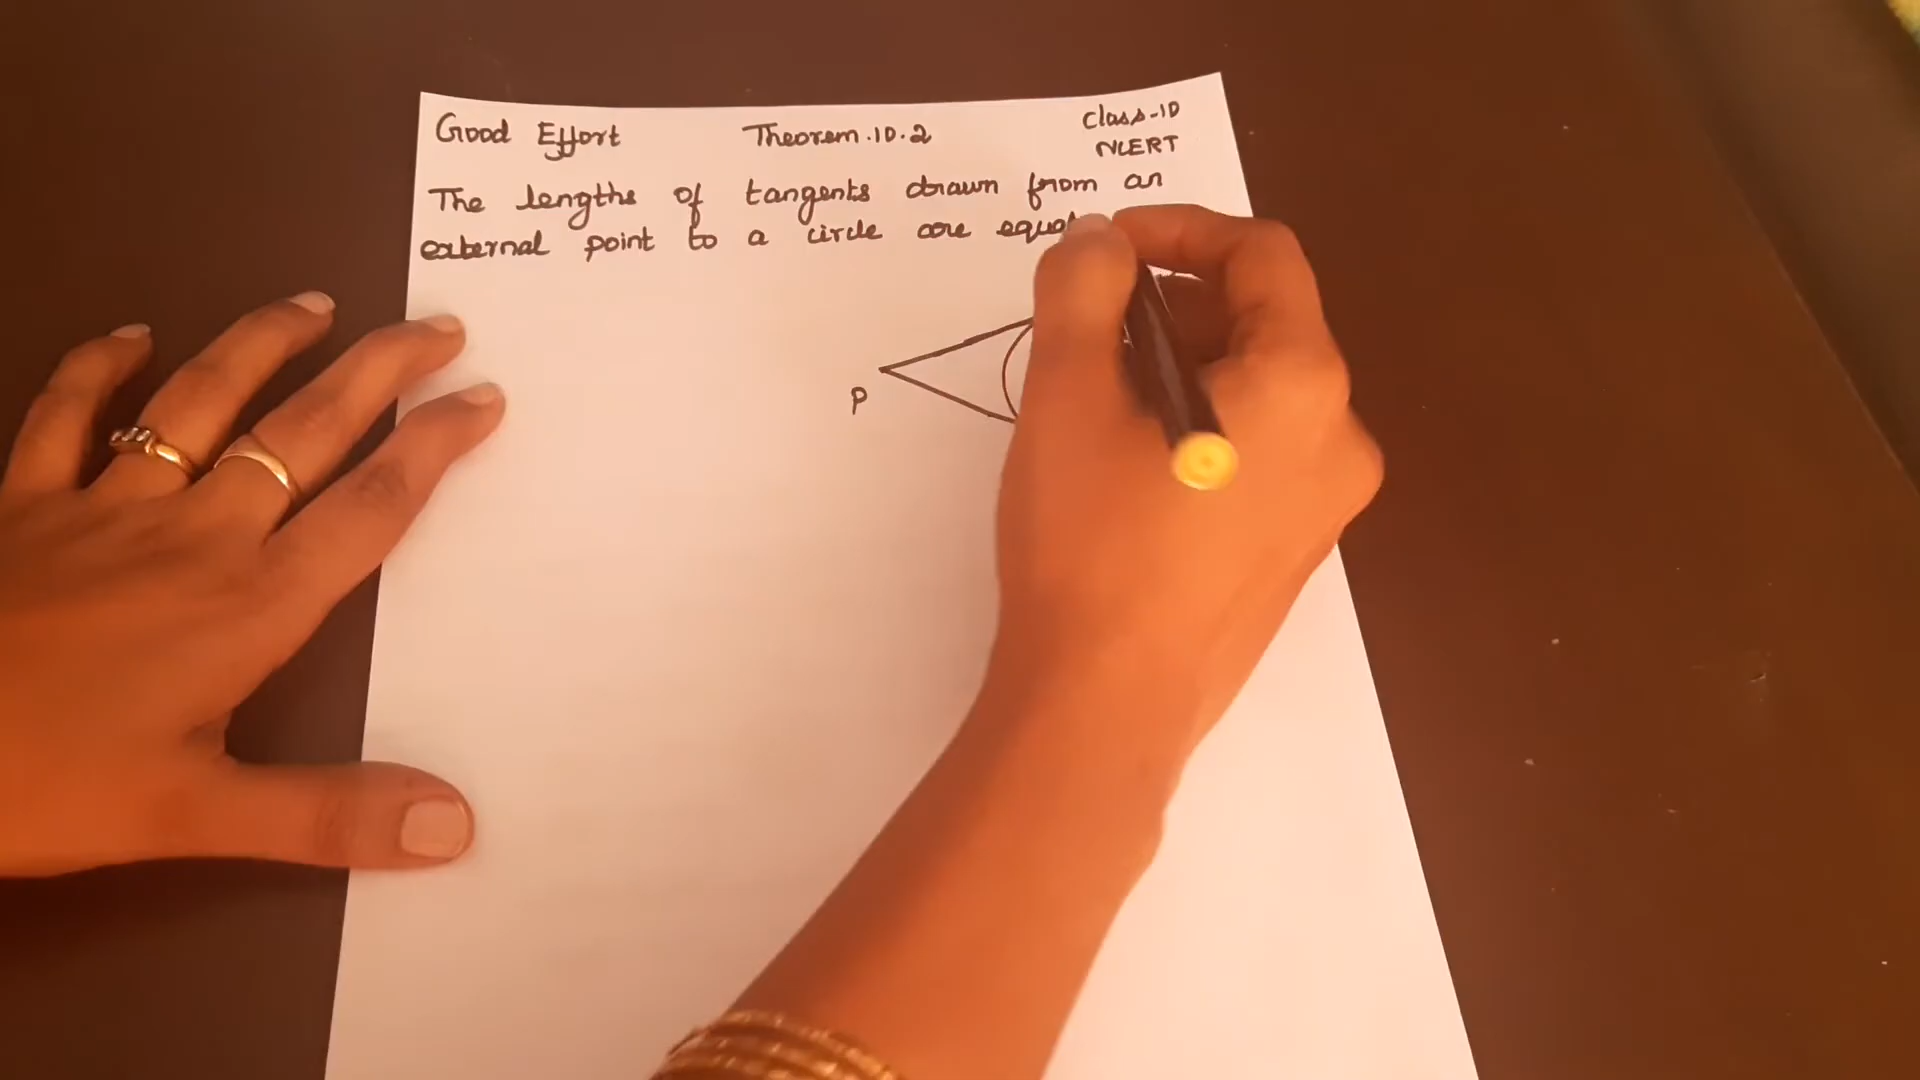 Good Effort
Theorem.10.2
Class-10
NCERT
The lengths of tangents drawn from an
external point to a circle are equal
P